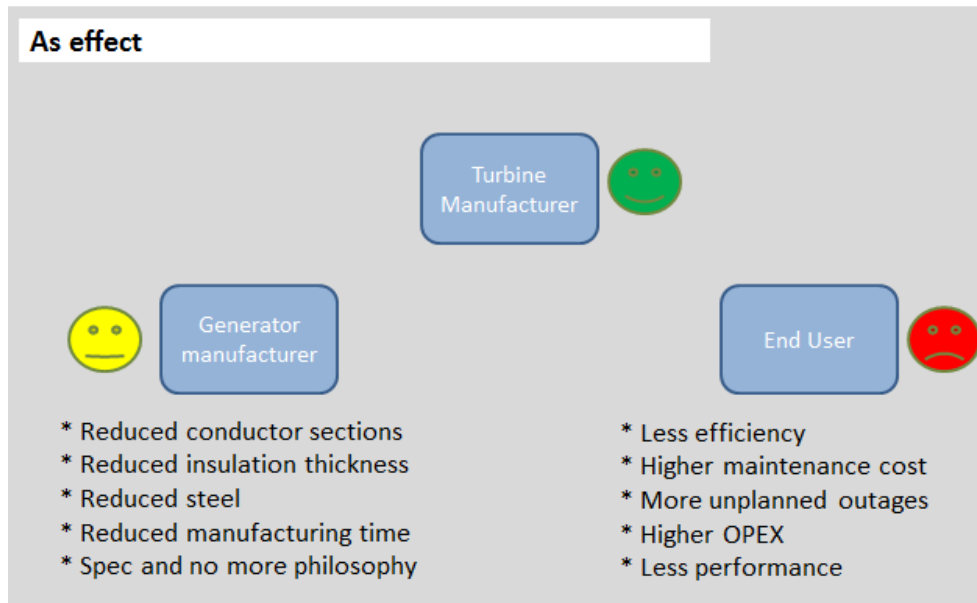 As effect
Turbine
Manufacturer
Generator
manufacturer
* Reduced conductor sections
* Reduced insulation thickness
* Reduced steel
* Reduced manufacturing time
* Spec and no more philosophy
End User
* Less efficiency
* Higher maintenance cost
* More unplanned outages
* Higher OPEX
* Less performance